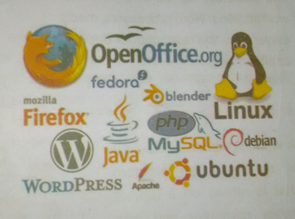 OpenOffice.org
fedora
blender
mozilla
Firefox
Linux
php
Java
MySQL
debian
WordPress
Apache
ubuntu